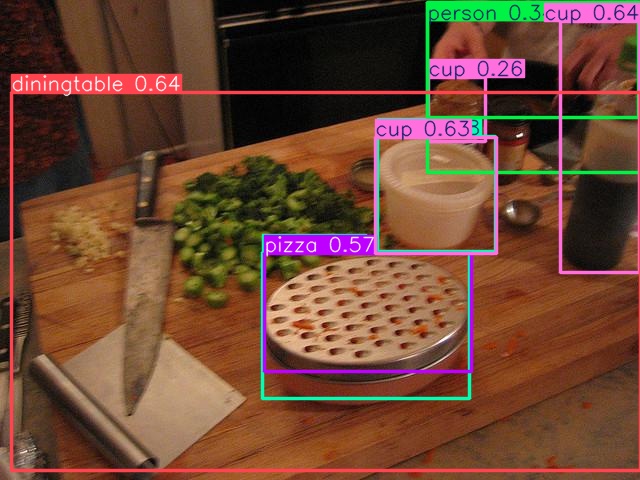 person 0.3
cup 0.64
cup 0.26
diningtable 0.64
cup 0.63
pizza 0.57